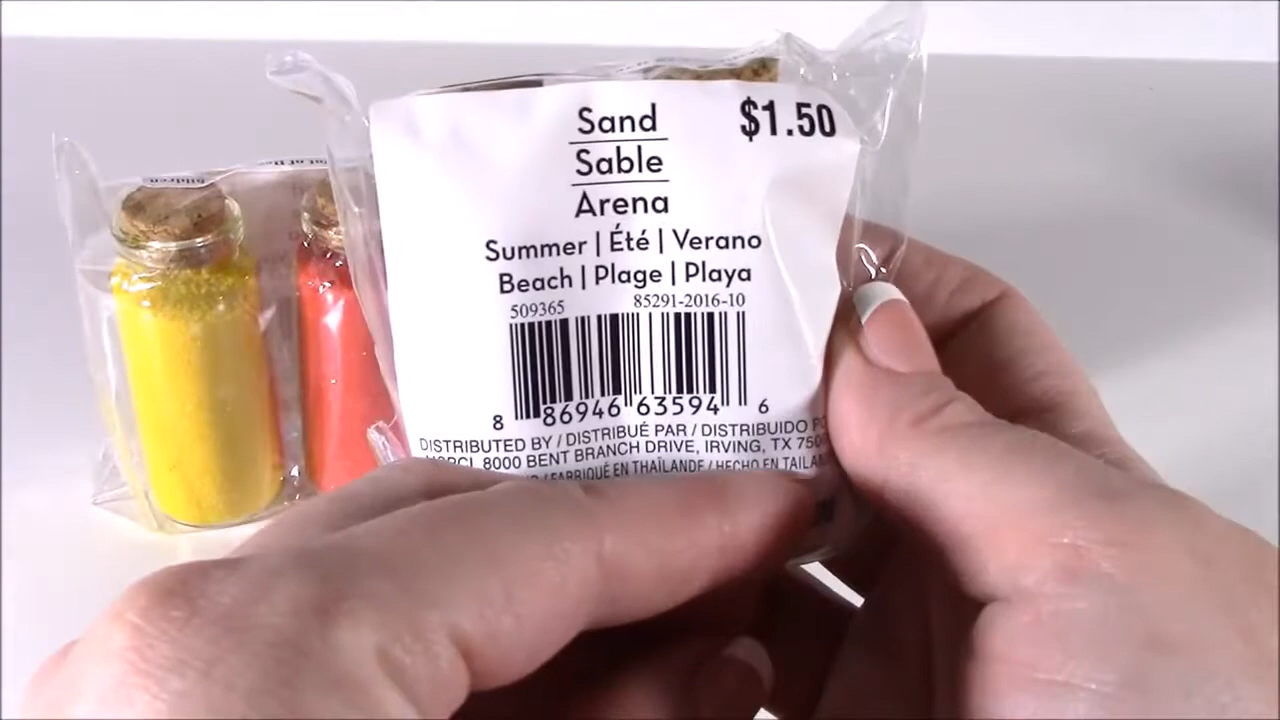 Sand $1.50
Sable
Arena
Summer | Été | Verano
Beach | Plage | Playa
509365 85291-2016-10
8 86946 63594 6
DISTRIBUTED BY / DISTRIBUÉ PAR / DISTRIBUIDO
8000 BENT BRANCH DRIVE, IRVING, TX
/ FABRIQUÉ EN THAÏLANDE / HECHO EN